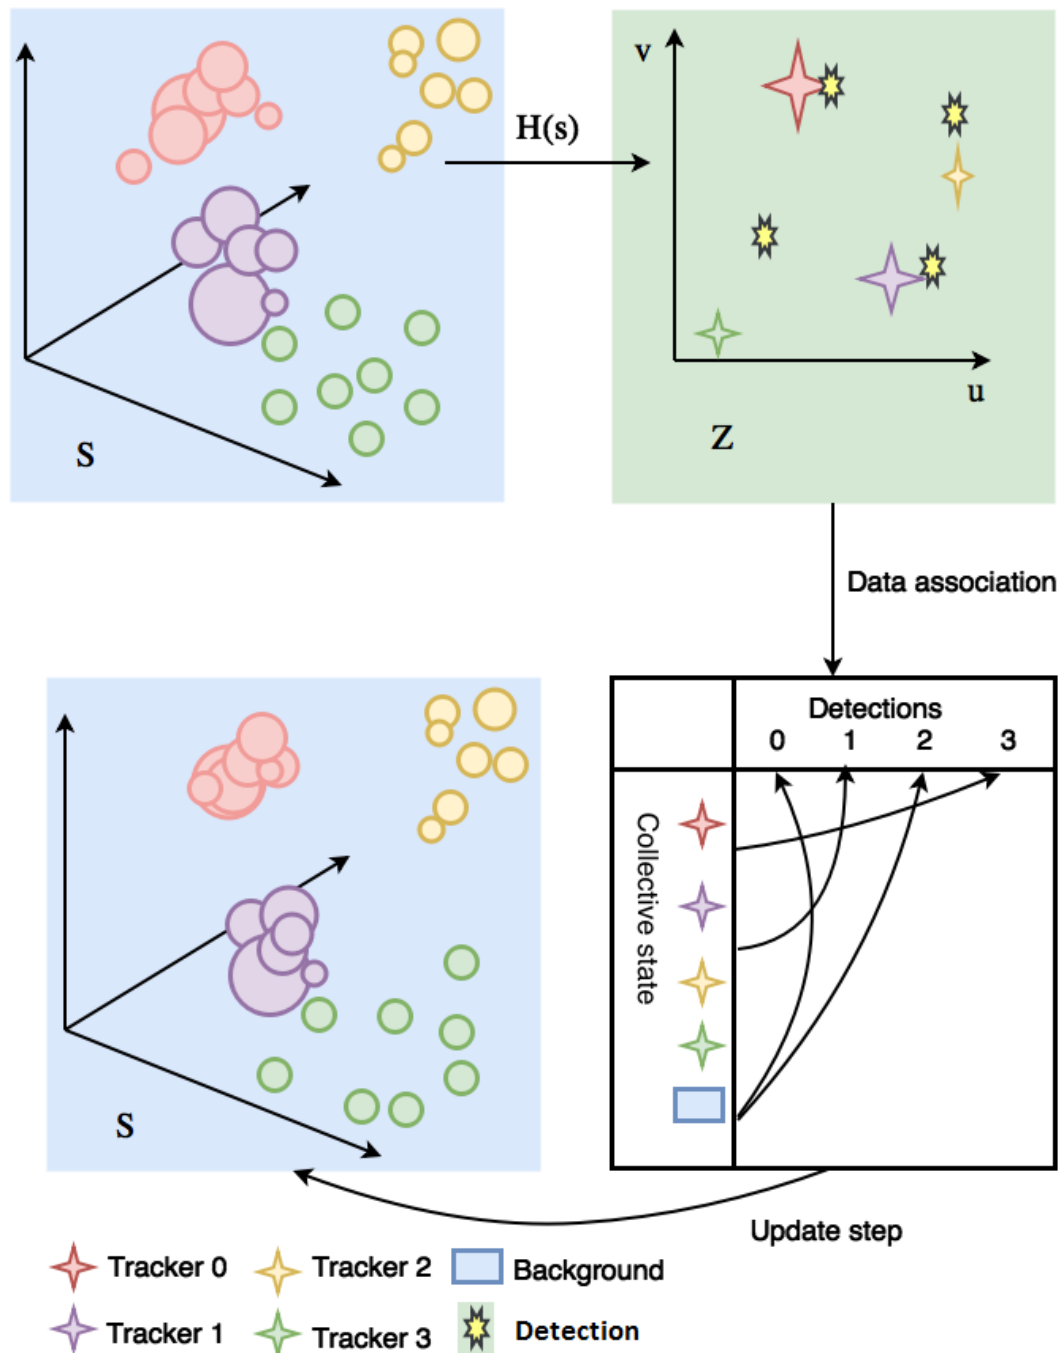 v
H(s)
u
S
Z
Data association
Detections
0 1 2 3
Collective state
S
Update step
Tracker 0
Tracker 2
Background
Tracker 1
Tracker 3
Detection